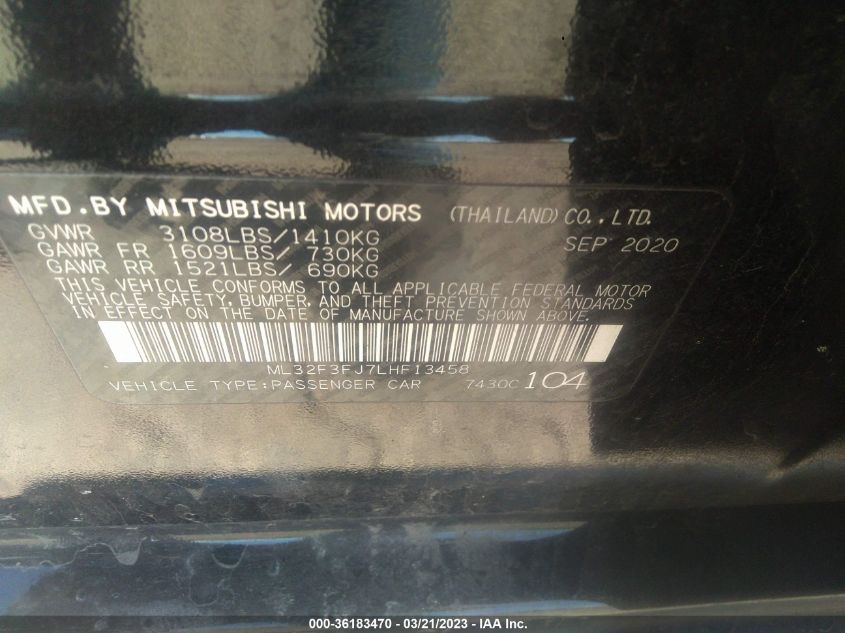 MFD.BY MITSUBISHI MOTORS (THAILAND) CO., LTD.
GVWR 3108LBS/1410KG SEP 2020
GAWR FR 1609LBS/ 730KG
GAWR RR 1521LBS/ 690KG
THIS VEHICLE CONFORMS TO ALL APPLICABLE FEDERAL MOTOR
VEHICLE SAFETY, BUMPER, AND THEFT PREVENTION STANDARDS
IN EFFECT ON THE DATE OF MANUFACTURE SHOWN ABOVE.
ML32F3FJ7LHF13458
VEHICLE TYPE:PASSENGER CAR 7430C 104
000-36183470 - 03/21/2023 - IAA Inc.